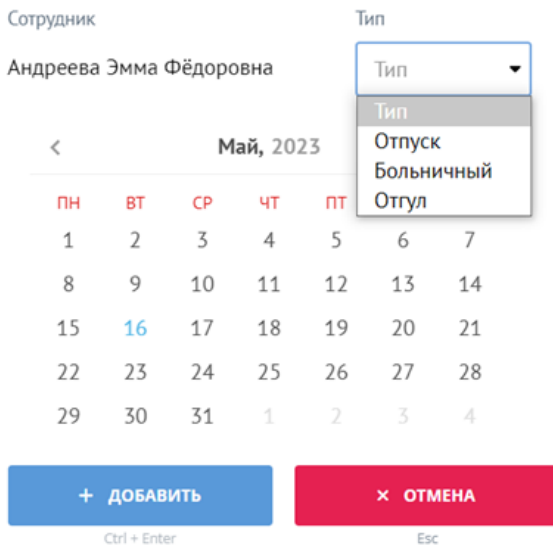 Сотрудник Тип
Андреева Эмма Фёдоровна Тип
Тип
Отпуск
Больничный
Отгул
< Май, 2023
ПН ВТ СР ЧТ ПТ
1 2 3 4 5 6 7
8 9 10 11 12 13 14
15 16 17 18 19 20 21
22 23 24 25 26 27 28
29 30 31 1 2 3 4
+ ДОБАВИТЬ × ОТМЕНА
Ctrl + Enter Esc